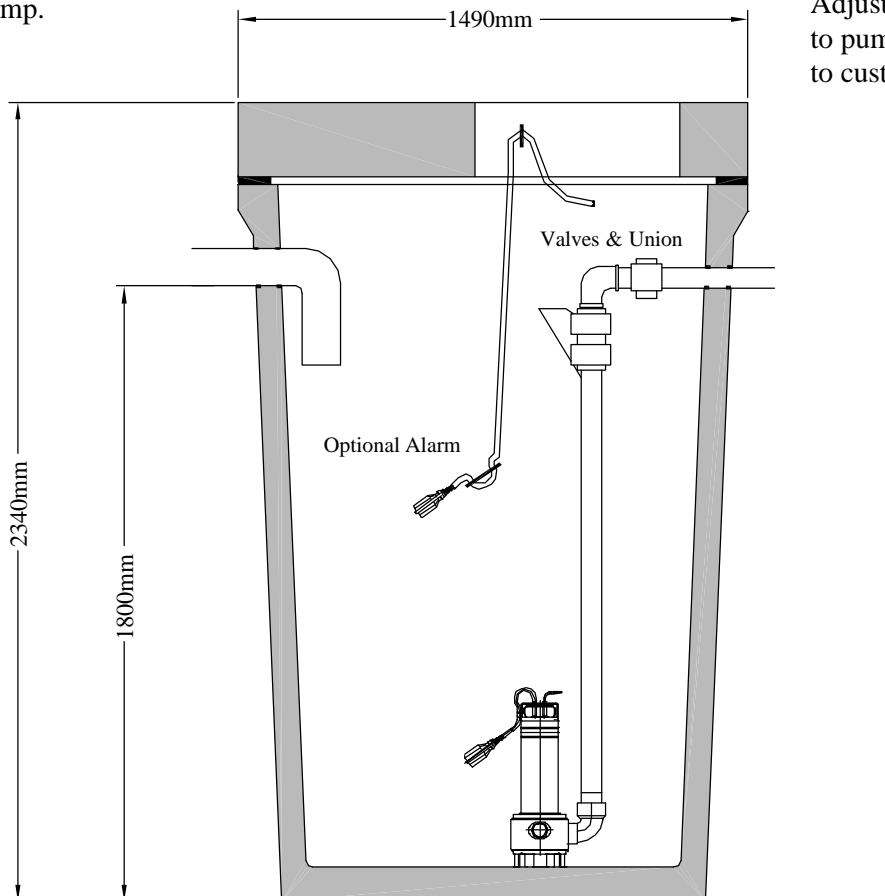 mp.
Adjust
to pum
to cust
1490mm
Valves & Union
Optional Alarm
2340mm
1800mm